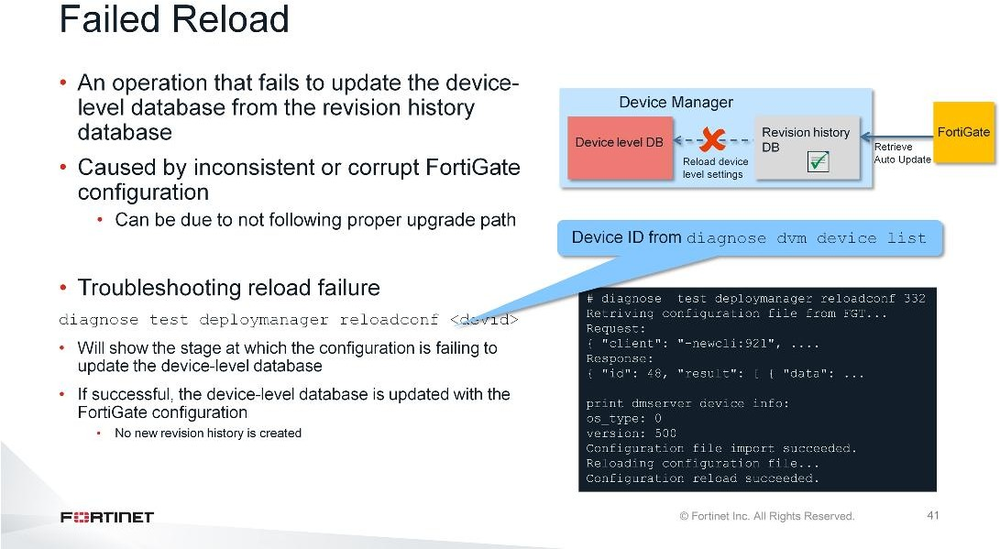 Failed Reload
• An operation that fails to update the device-
level database from the revision history
database
• Caused by inconsistent or corrupt FortiGate
configuration
• Can be due to not following proper upgrade path
• Troubleshooting reload failure
diagnose test deploymanager reloadconf <devid>
• Will show the stage at which the configuration is failing to
update the device-level database
• If successful, the device-level database is updated with the
FortiGate configuration
• No new revision history is created
Device Manager
Device level DB
Reload device
level settings
Revision history
DB
Retrieve
Auto Update
FortiGate
Device ID from diagnose dvm device list
# diagnose  test deploymanager reloadconf 332
Retriving configuration file from FGT...
Request:
{ "client": "-newcli:921", ....
Response:
{ "id": 48, "result": [ { "data": ...
print dmserver device info:
os_type: 0
version: 500
Configuration file import succeeded.
Reloading configuration file...
Configuration reload succeeded.
FORTINET
© Fortinet Inc. All Rights Reserved.
41